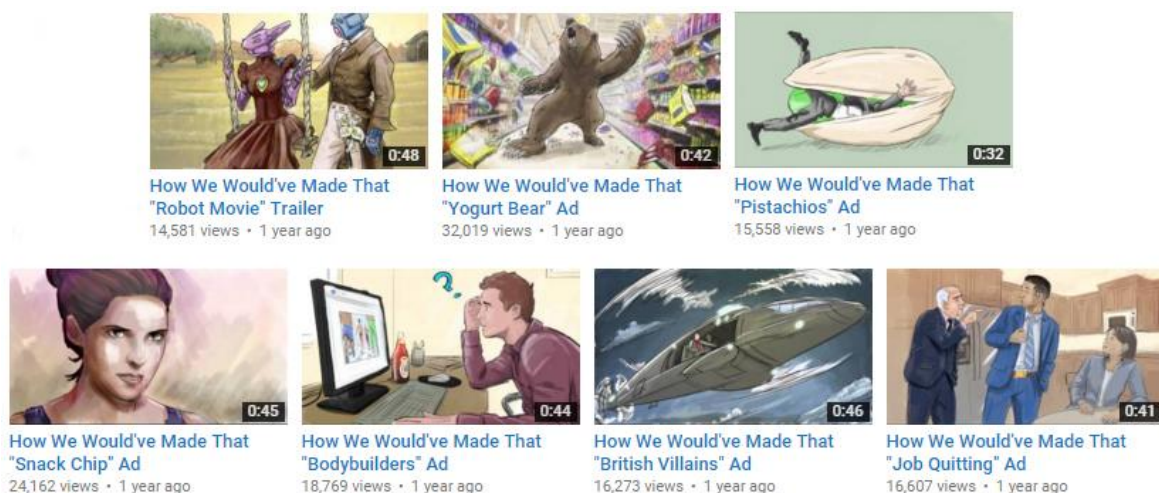 0:48
0:42
0:32
How We Would've Made That
"Robot Movie" Trailer
14,581 views • 1 year ago
How We Would've Made That
"Yogurt Bear" Ad
32,019 views • 1 year ago
How We Would've Made That
"Pistachios" Ad
15,558 views • 1 year ago
0:45
0:44
0:46
0:41
How We Would've Made That
"Snack Chip" Ad
24,162 views • 1 year ago
How We Would've Made That
"Bodybuilders" Ad
18,769 views • 1 year ago
How We Would've Made That
"British Villains" Ad
16,273 views • 1 year ago
How We Would've Made That
"Job Quitting" Ad
16,607 views • 1 year ago